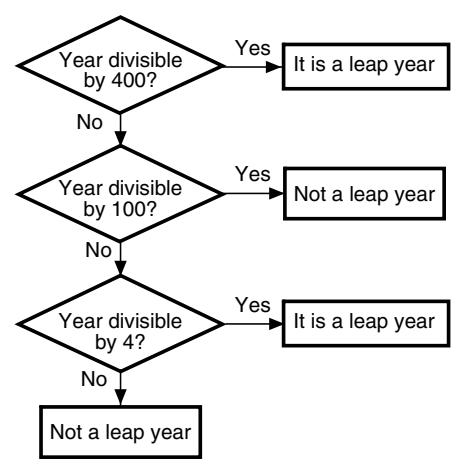 Year divisible
by 400?
Yes
It is a leap year
No
Year divisible
by 100?
Yes
Not a leap year
No
Year divisible
by 4?
Yes
It is a leap year
No
Not a leap year